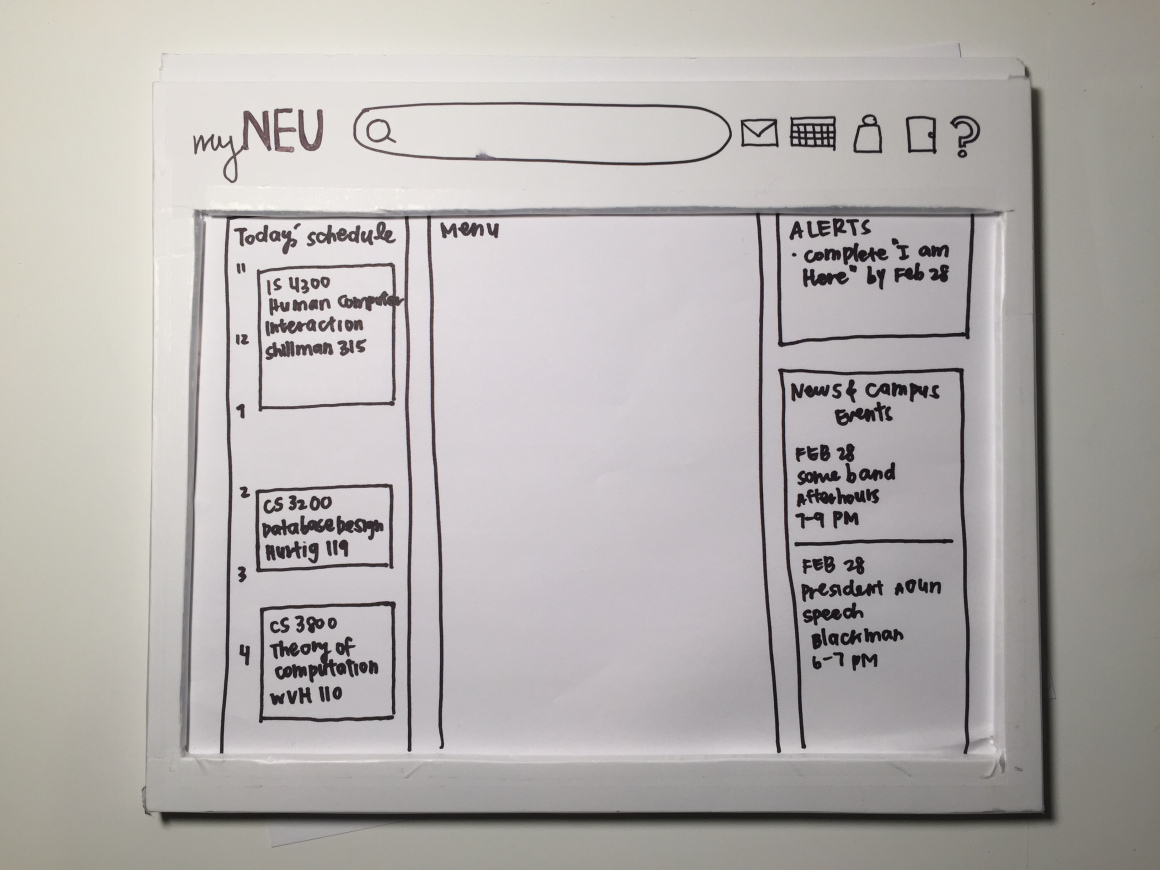 my NEU
Today's schedule
11
IS 4300
Human Computer
Interaction
12
Shillman 315
1
2
CS 3200
Database Design
Hurtig 119
3
CS 3800
4
Theory of
computation
WVH 110
Menu
ALERTS
· complete "I am
Here" by Feb 28
News & Campus
Events
FEB 28
some band
Afterhours
7-9 PM
FEB 28
President Aoun
speech
Blackman
6-7 PM